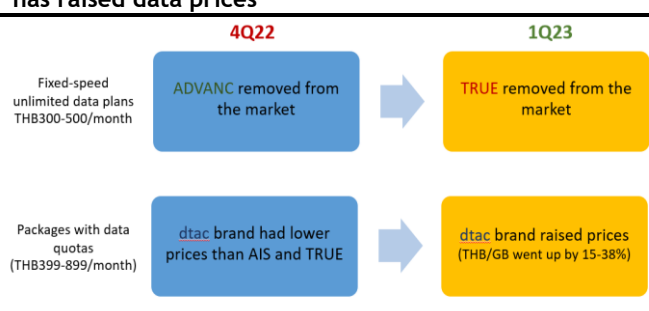 has raised data prices
4Q22
1Q23
Fixed-speed
unlimited data plans
THB300-500/month
ADVANC removed from
the market
TRUE removed from the
market
Packages with data
quotas
(THB399-899/month)
dtac brand had lower
prices than AIS and TRUE
dtac brand raised prices
(THB/GB went up by 15-38%)